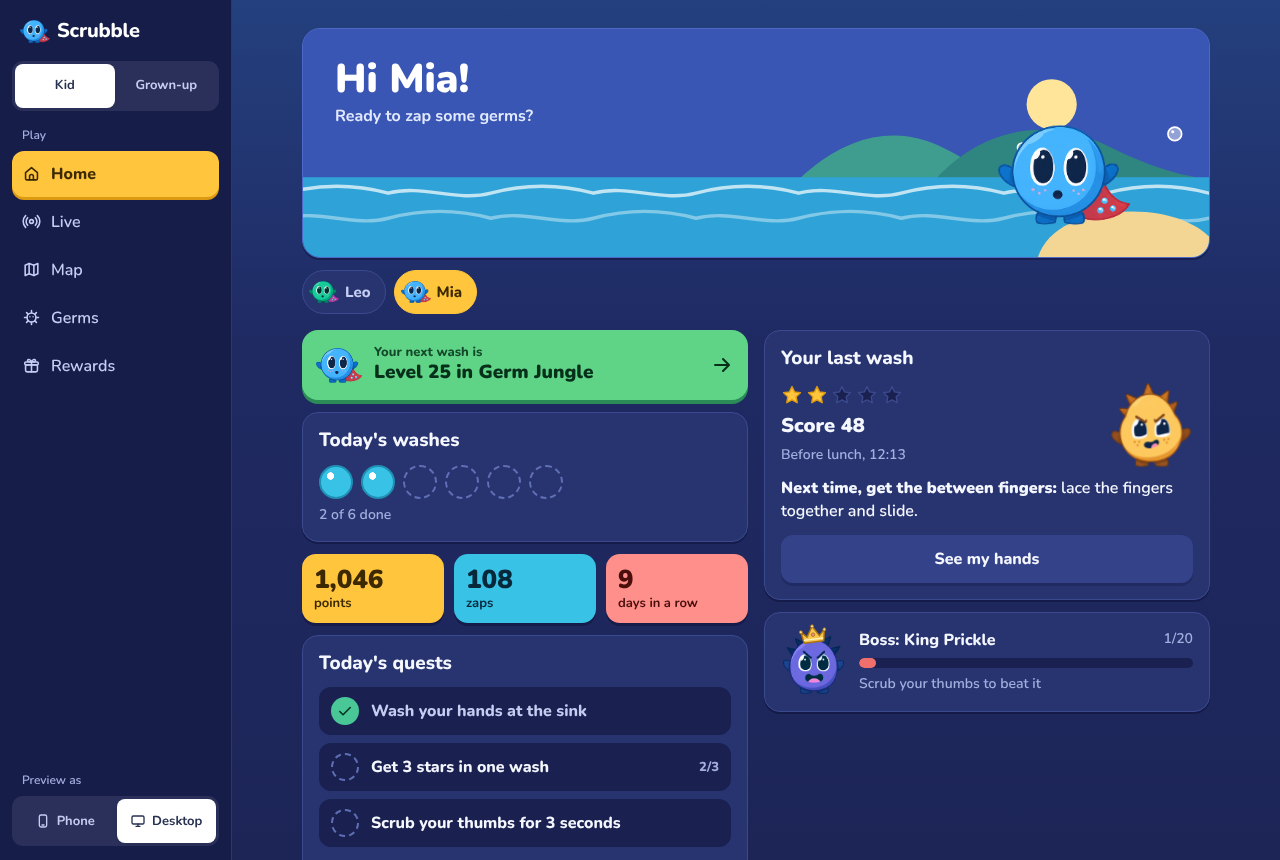 Scrubble
Kid
Grown-up
Play
Home
Live
Map
Germs
Rewards
Preview as
Phone
Desktop
Hi Mia!
Ready to zap some germs?
Leo
Mia
Your next wash is
Level 25 in Germ Jungle
Today's washes
2 of 6 done
1,046
points
108
zaps
9
days in a row
Today's quests
Wash your hands at the sink
Get 3 stars in one wash
2/3
Scrub your thumbs for 3 seconds
Your last wash
Score 48
Before lunch, 12:13
Next time, get the between fingers: lace the fingers
together and slide.
See my hands
Boss: King Prickle
1/20
Scrub your thumbs to beat it